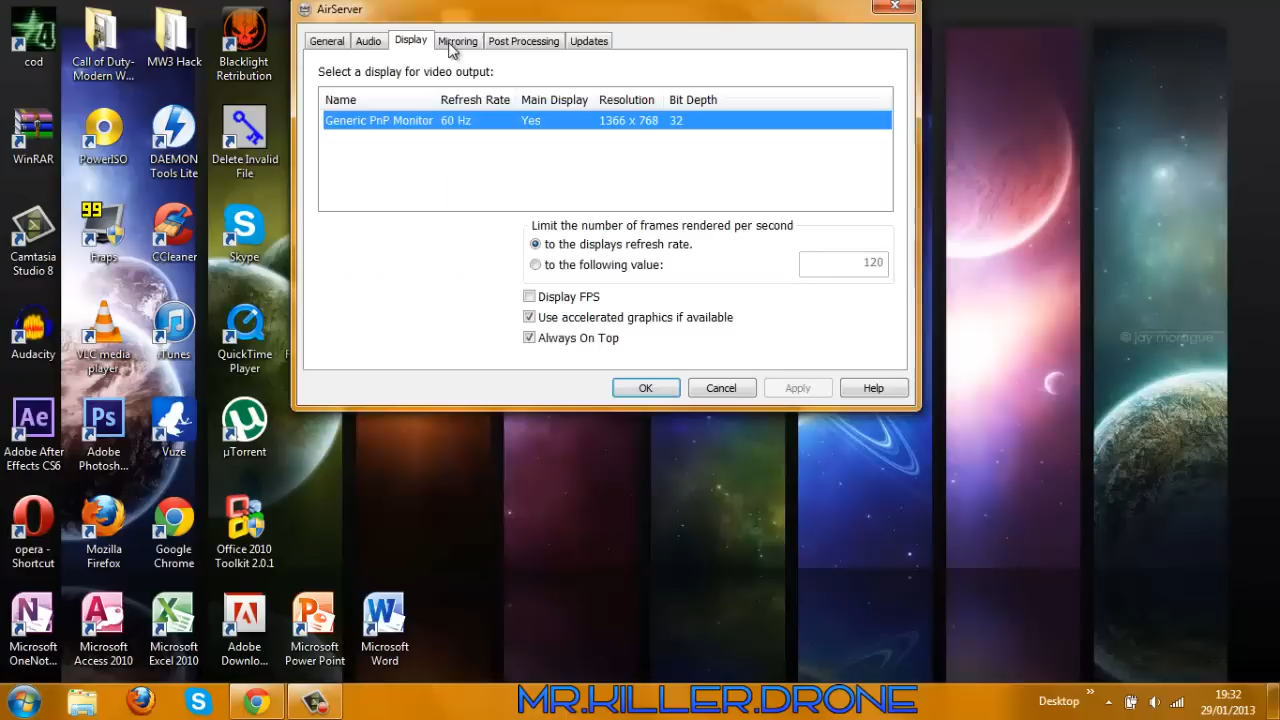 AirServer
General Audio Display Mirroring Post Processing Updates
Select a display for video output:
Name Refresh Rate Main Display Resolution Bit Depth
Generic PnP Monitor 60 Hz Yes 1366 x 768 32
Limit the number of frames rendered per second
to the displays refresh rate.
to the following value: 120
Display FPS
Use accelerated graphics if available
Always On Top
OK Cancel Apply Help
cod
Call of Duty-
Modern W...
MW3 Hack
Blacklight
Retribution
WinRAR
PowerISO
DAEMON
Tools Lite
Delete Invalid
File
Camtasia
Studio 8
99
Fraps
CCleaner
Skype
Audacity
VLC media
player
iTunes
QuickTime
Player
F
Ae
Adobe After
Effects CS6
Ps
Adobe
Photosh...
Vuze
µTorrent
opera -
Shortcut
Mozilla
Firefox
Google
Chrome
Office 2010
Toolkit 2.0.1
Microsoft
OneNot...
Microsoft
Access 2010
Microsoft
Excel 2010
Adobe
Downlo...
Microsoft
Power Point
Microsoft
Word
MR.KILLER.DRONE
Desktop »
19:32
29/01/2013